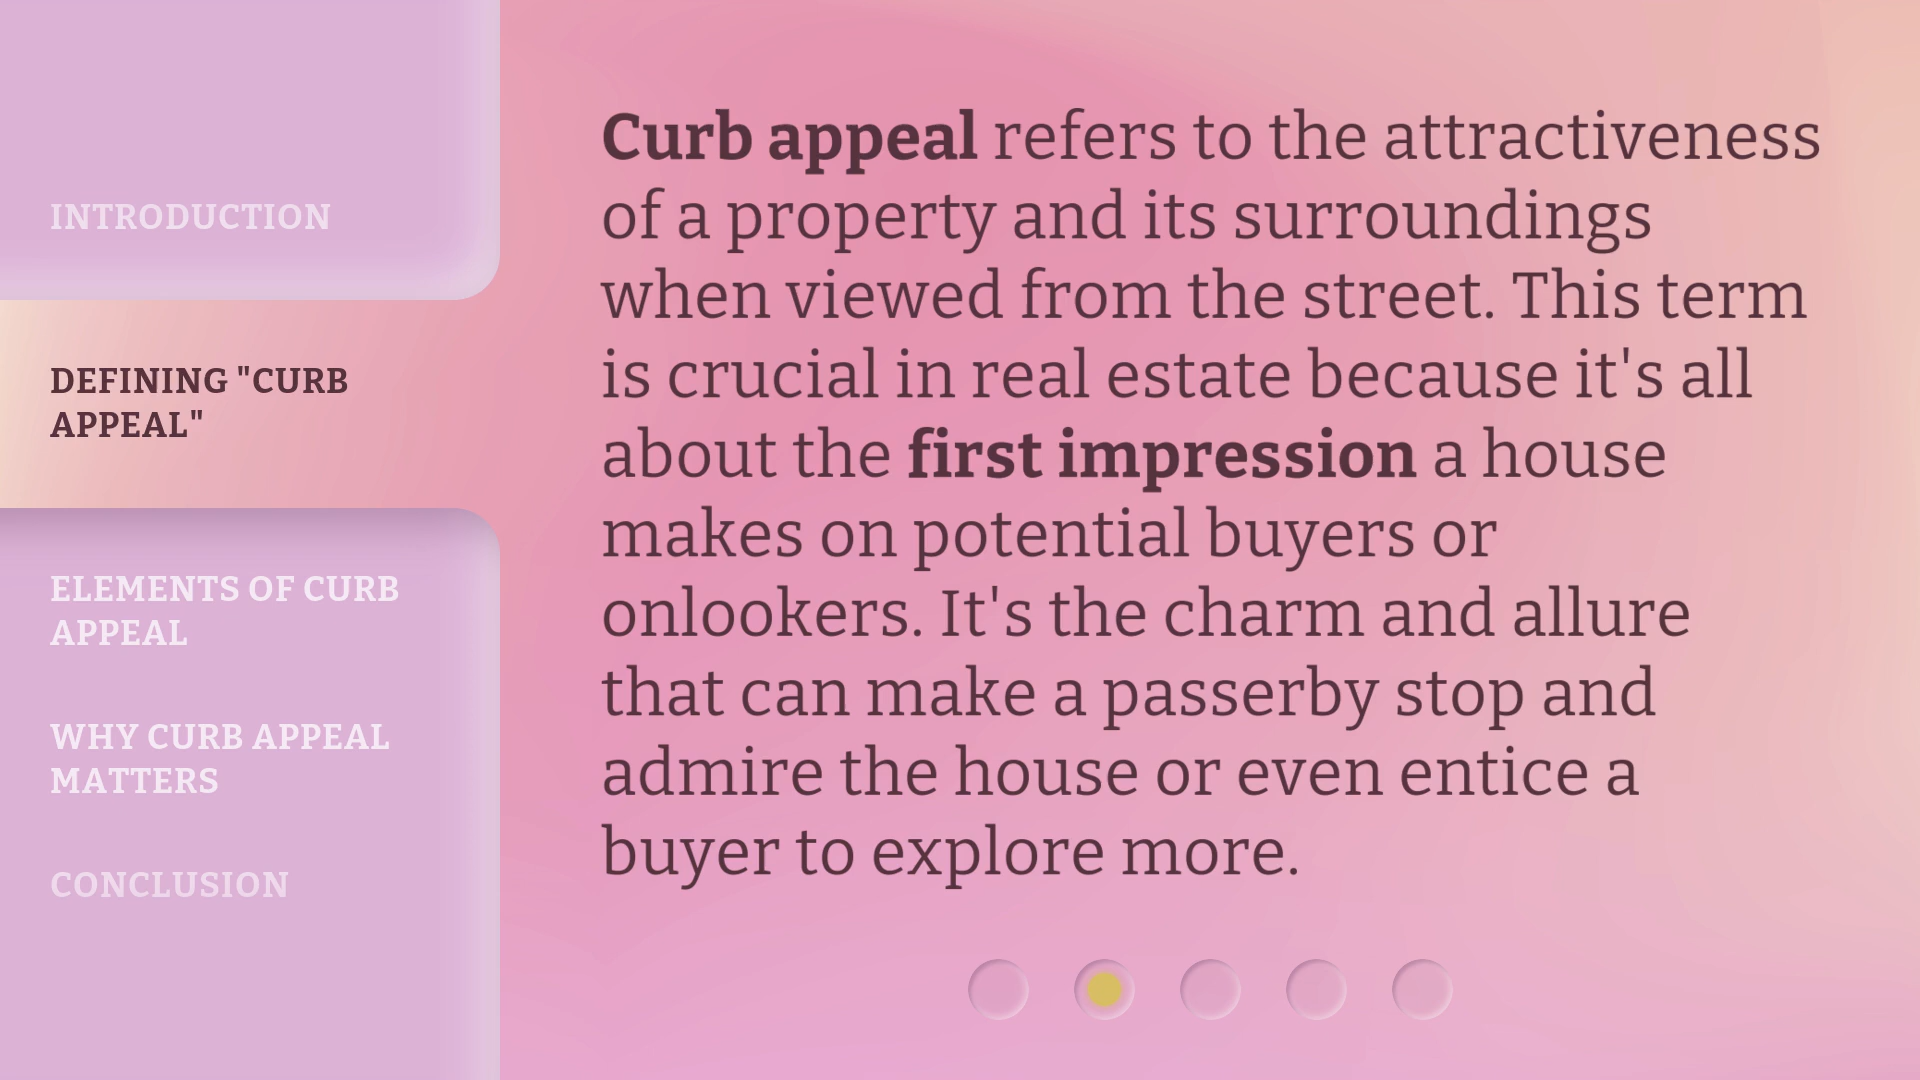 INTRODUCTION
DEFINING "CURB
APPEAL"
ELEMENTS OF CURB
APPEAL
WHY CURB APPEAL
MATTERS
CONCLUSION
Curb appeal refers to the attractiveness
of a property and its surroundings
when viewed from the street. This term
is crucial in real estate because it's all
about the first impression a house
makes on potential buyers or
onlookers. It's the charm and allure
that can make a passerby stop and
admire the house or even entice a
buyer to explore more.